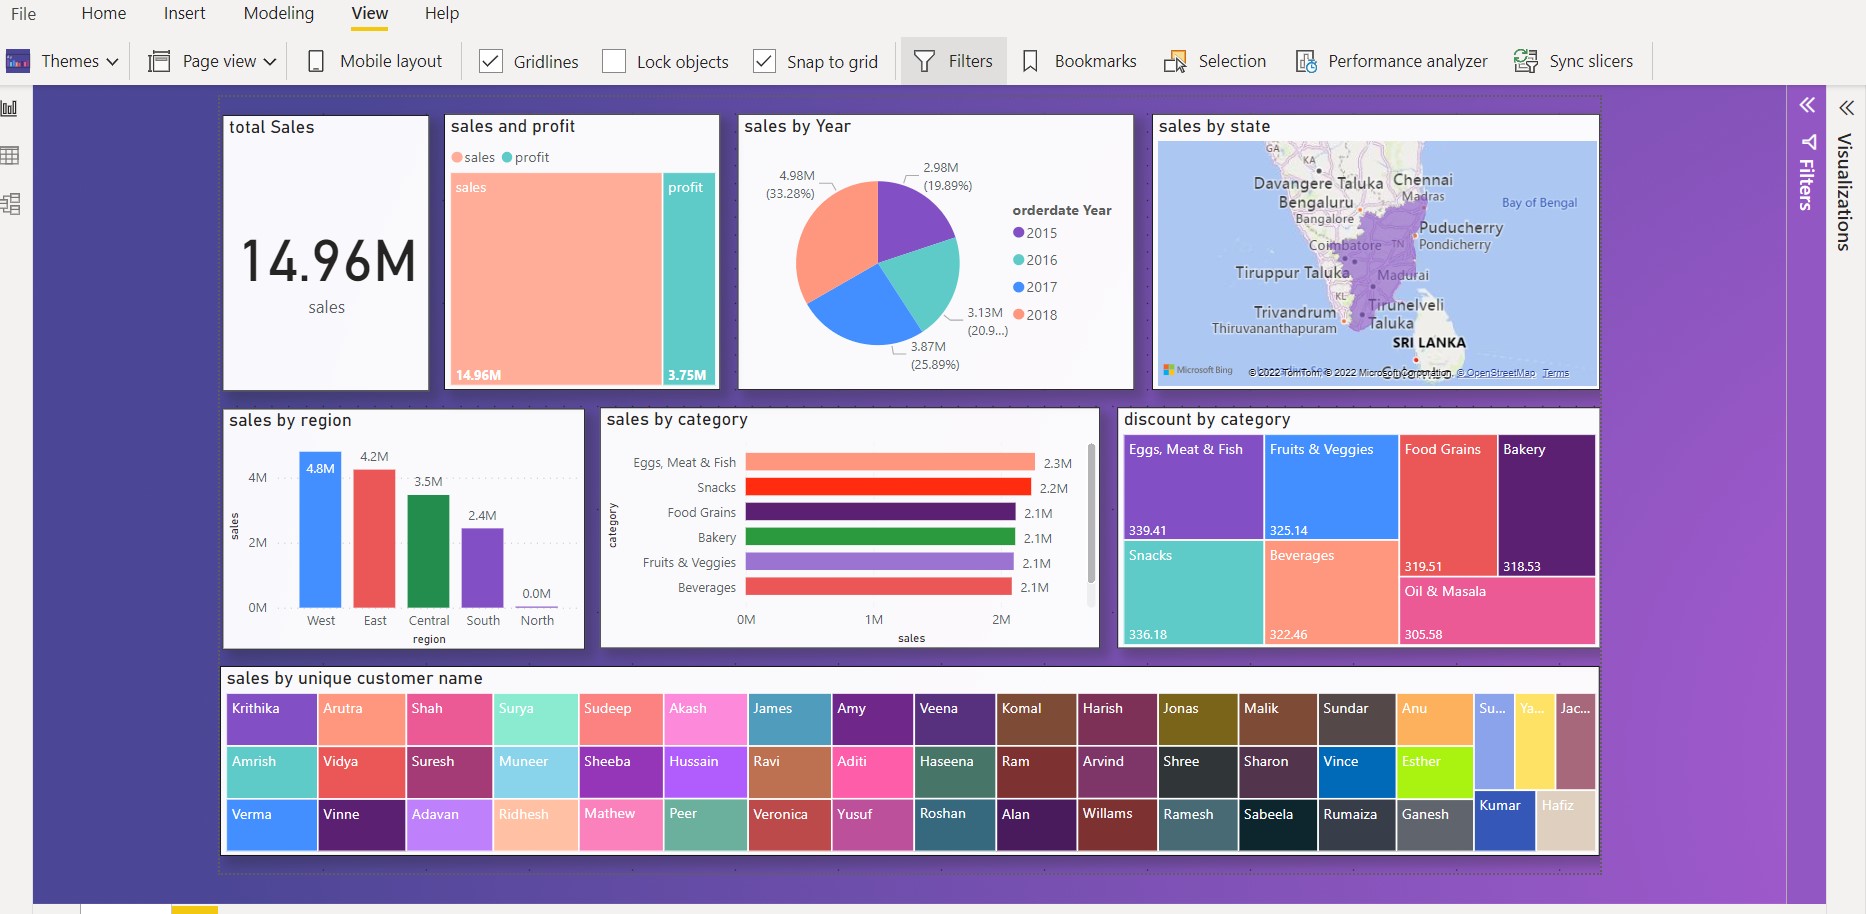 File Home Insert Modeling View Help
Themes Page view Mobile layout Gridlines Lock objects Snap to grid Filters Bookmarks Selection Performance analyzer Sync slicers
total Sales
14.96M
sales
sales and profit
sales profit
sales profit
14.96M 3.75M
sales by Year
4.98M
(33.28%)
2.98M
(19.89%)
3.13M
(20.9...)
3.87M
(25.89%)
orderdate Year
2015
2016
2017
2018
sales by state
GA
KA
Davangere Taluka Chennai
Bengaluru Madras
Bangalore Bay of Bengal
Puducherry
Coimbatore TN Pondicherry
Tiruppur Taluka Madurai
KL
Trivandrum Tirunelveli
Thiruvananthapuram Taluka
SRI LANKA
Microsoft Bing © 2022 TomTom, © 2022 Microsoft Corporation, © OpenStreetMap Terms
Filters
Visualizations
sales by region
sales
4M
2M
0M
4.8M
4.2M
3.5M
2.4M
0.0M
West East Central South North
region
sales by category
category
Eggs, Meat & Fish 2.3M
Snacks 2.2M
Food Grains 2.1M
Bakery 2.1M
Fruits & Veggies 2.1M
Beverages 2.1M
0M 1M 2M
sales
discount by category
Eggs, Meat & Fish Fruits & Veggies Food Grains Bakery
339.41 325.14
Snacks Beverages
319.51 318.53
Oil & Masala
336.18 322.46 305.58
sales by unique customer name
Krithika Arutra Shah Surya Sudeep Akash James Amy Veena Komal Harish Jonas Malik Sundar Anu Su... Ya... Jac...
Amrish Vidya Suresh Muneer Sheeba Hussain Ravi Aditi Haseena Ram Arvind Shree Sharon Vince Esther
Verma Vinne Adavan Ridhesh Mathew Peer Veronica Yusuf Roshan Alan Willams Ramesh Sabeela Rumaiza Ganesh Kumar Hafiz